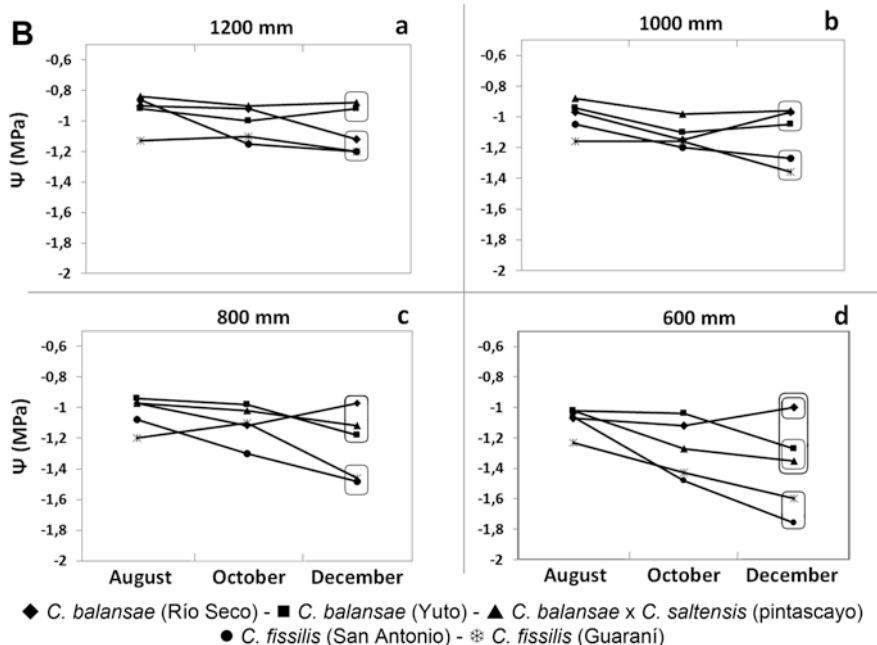 B
1200 mm
a
-0,6
-0,8
-1
-1,2
-1,4
-1,6
-1,8
-2
Ψ (MPa)
1000 mm
b
-0,6
-0,8
-1
-1,2
-1,4
-1,6
-1,8
-2
800 mm
c
-0,6
-0,8
-1
-1,2
-1,4
-1,6
-1,8
-2
Ψ (MPa)
August October December
600 mm
d
-0,6
-0,8
-1
-1,2
-1,4
-1,6
-1,8
-2
August October December
C. balansae (Río Seco) - C. balansae (Yuto) - C. balansae x C. saltensis (pintascayo)
C. fissilis (San Antonio) - C. fissilis (Guaraní)